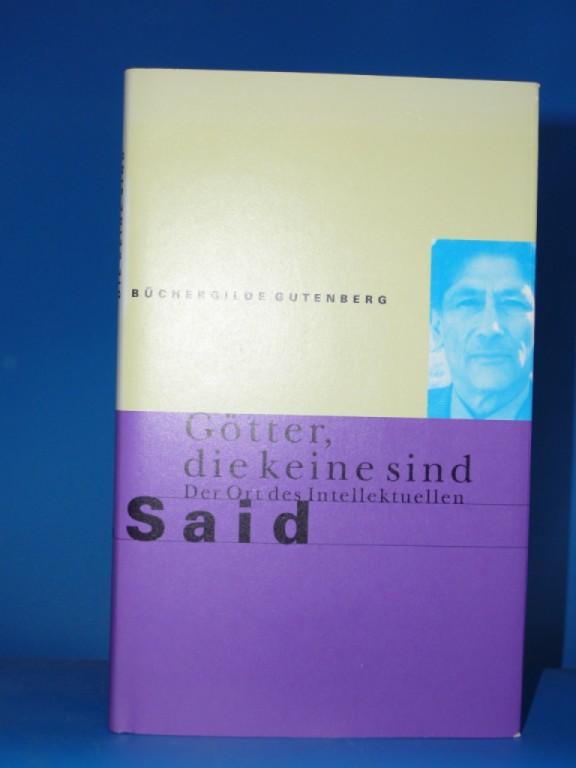 BÜCHERGILDE GUTENBERG
Götter,
die keine sind
Der Ort des Intellektuellen
Said